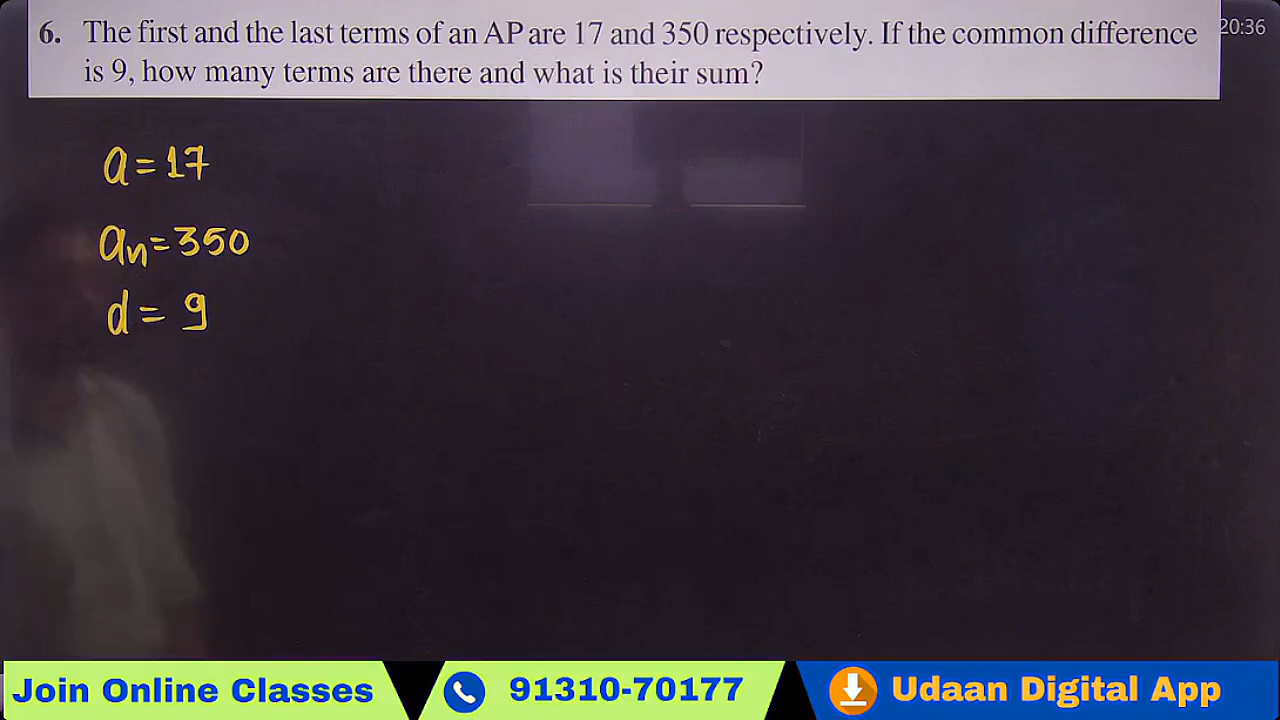 6. The first and the last terms of an AP are 17 and 350 respectively. If the common difference
is 9, how many terms are there and what is their sum?
20:36
a = 17
aₙ = 350
d = 9
Join Online Classes
91310-70177
Udaan Digital App